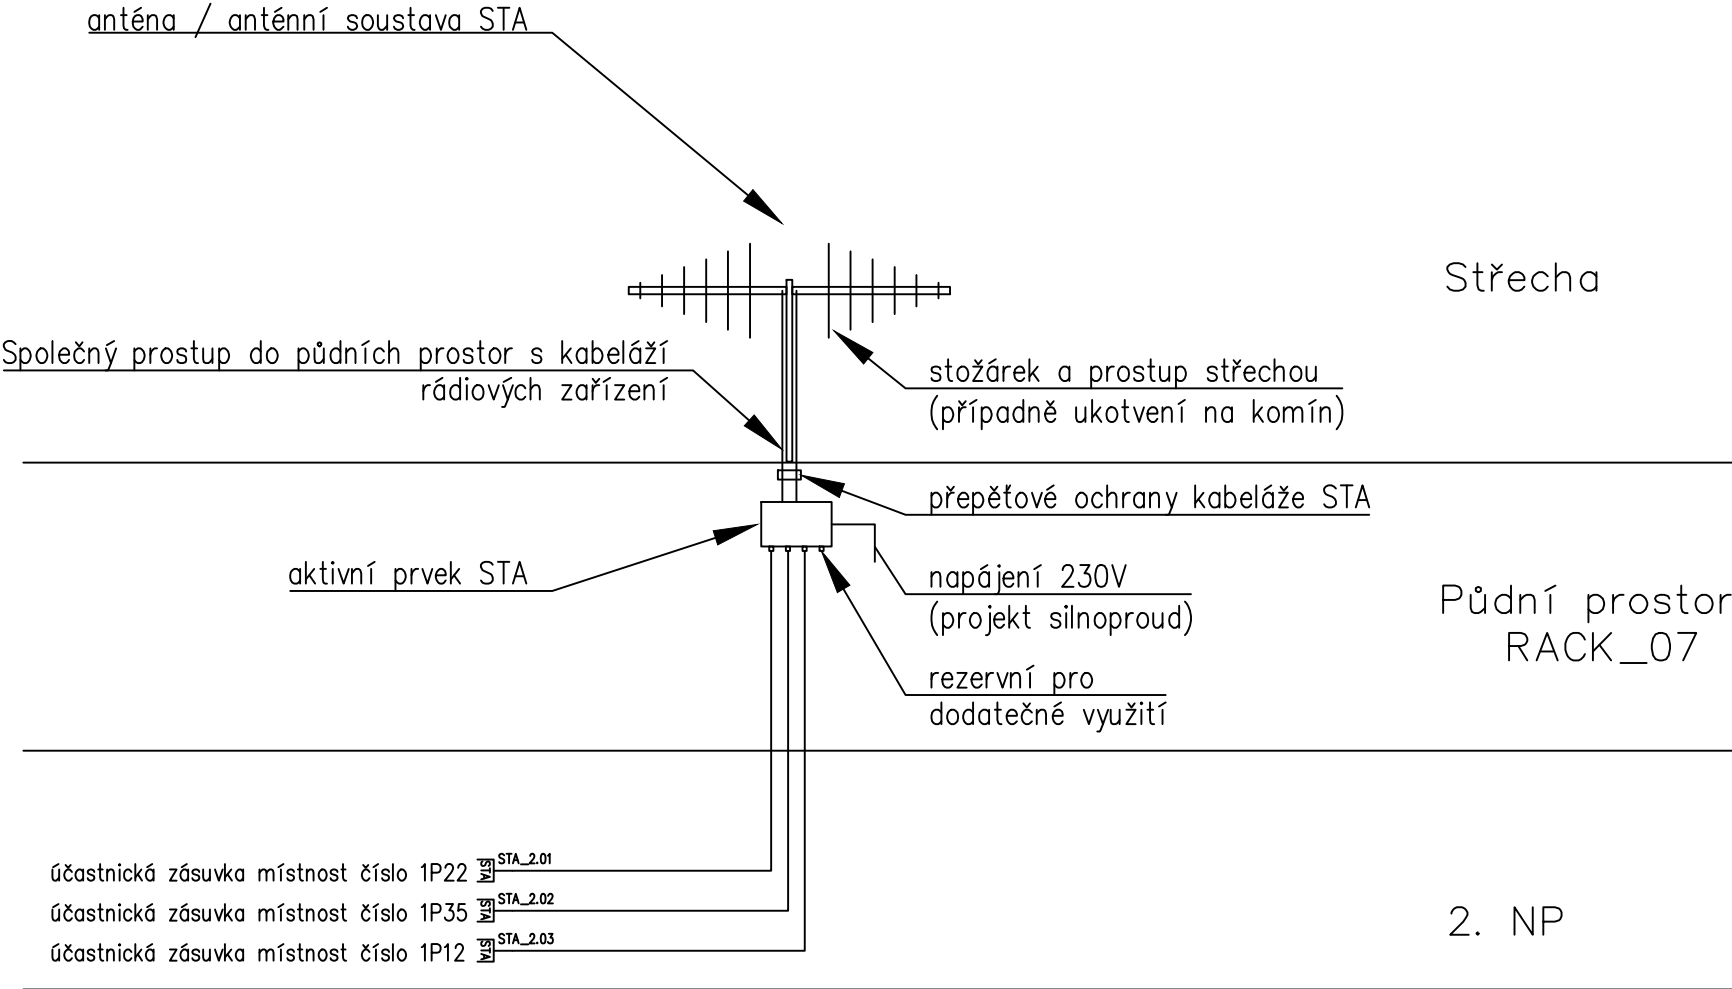 anténa / anténní soustava STA
Střecha
Společný prostup do půdních prostor s kabeláží
rádiových zařízení
stožárek a prostup střechou
(případně ukotvení na komín)
přepěťové ochrany kabeláže STA
aktivní prvek STA
napájení 230V
(projekt silnoproud)
Půdní prostor
RACK_07
rezervní pro
dodatečné využití
účastnická zásuvka místnost číslo 1P22 STA STA_2.01
účastnická zásuvka místnost číslo 1P35 STA STA_2.02
účastnická zásuvka místnost číslo 1P12 STA STA_2.03
2. NP